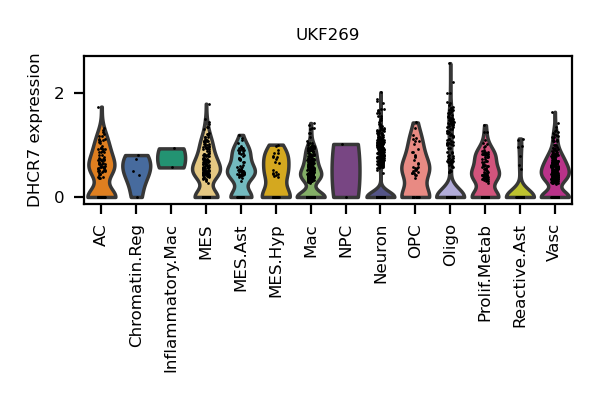 UKF269
DHCR7 expression
2
0
AC
Chromatin.Reg
Inflammatory.Mac
MES
MES.Ast
MES.Hyp
Mac
NPC
Neuron
OPC
Oligo
Prolif.Metab
Reactive.Ast
Vasc